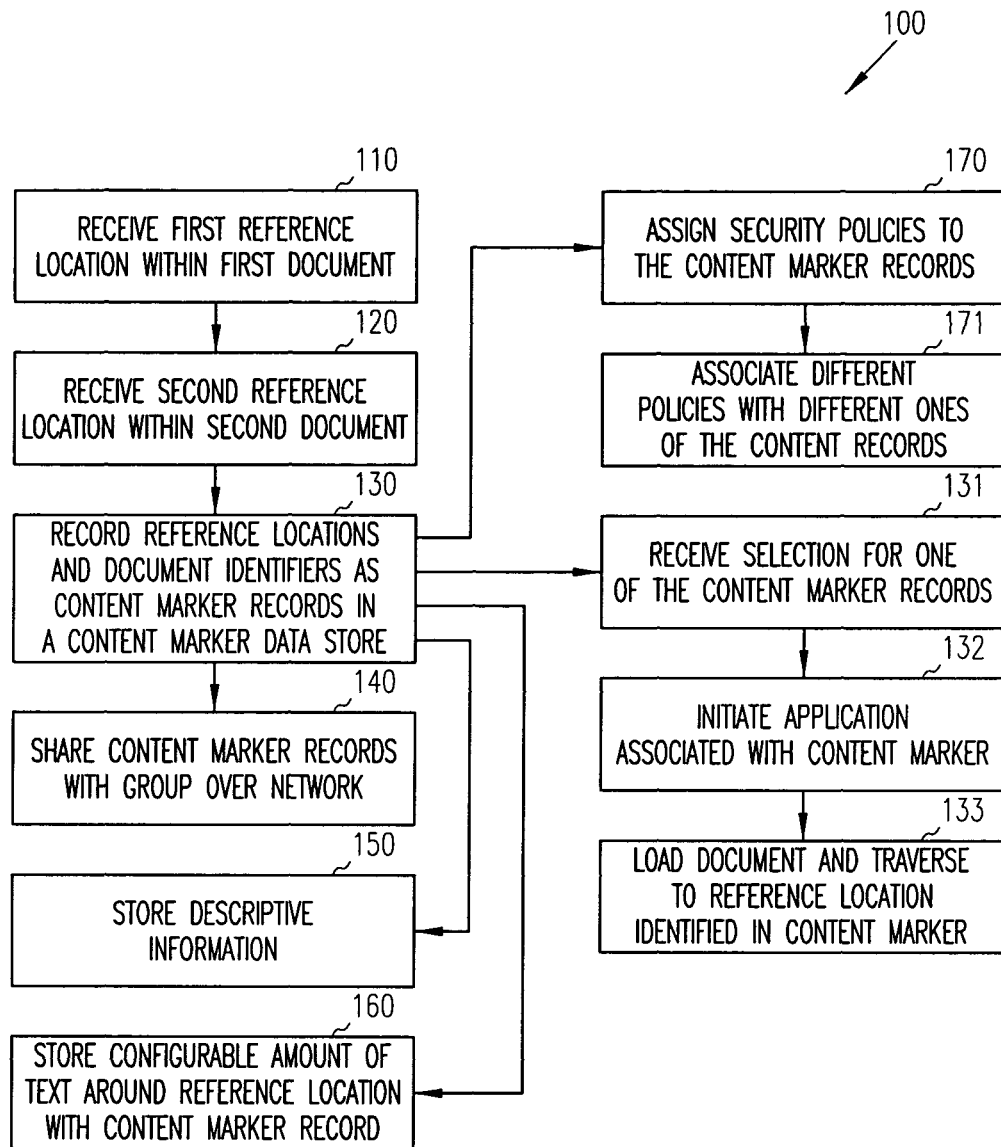 100
110
RECEIVE FIRST REFERENCE
LOCATION WITHIN FIRST DOCUMENT
120
RECEIVE SECOND REFERENCE
LOCATION WITHIN SECOND DOCUMENT
130
RECORD REFERENCE LOCATIONS
AND DOCUMENT IDENTIFIERS AS
CONTENT MARKER RECORDS IN
A CONTENT MARKER DATA STORE
140
SHARE CONTENT MARKER RECORDS
WITH GROUP OVER NETWORK
150
STORE DESCRIPTIVE
INFORMATION
160
STORE CONFIGURABLE AMOUNT OF
TEXT AROUND REFERENCE LOCATION
WITH CONTENT MARKER RECORD
170
ASSIGN SECURITY POLICIES TO
THE CONTENT MARKER RECORDS
171
ASSOCIATE DIFFERENT
POLICIES WITH DIFFERENT ONES
OF THE CONTENT RECORDS
131
RECEIVE SELECTION FOR ONE
OF THE CONTENT MARKER RECORDS
132
INITIATE APPLICATION
ASSOCIATED WITH CONTENT MARKER
133
LOAD DOCUMENT AND TRAVERSE
TO REFERENCE LOCATION
IDENTIFIED IN CONTENT MARKER